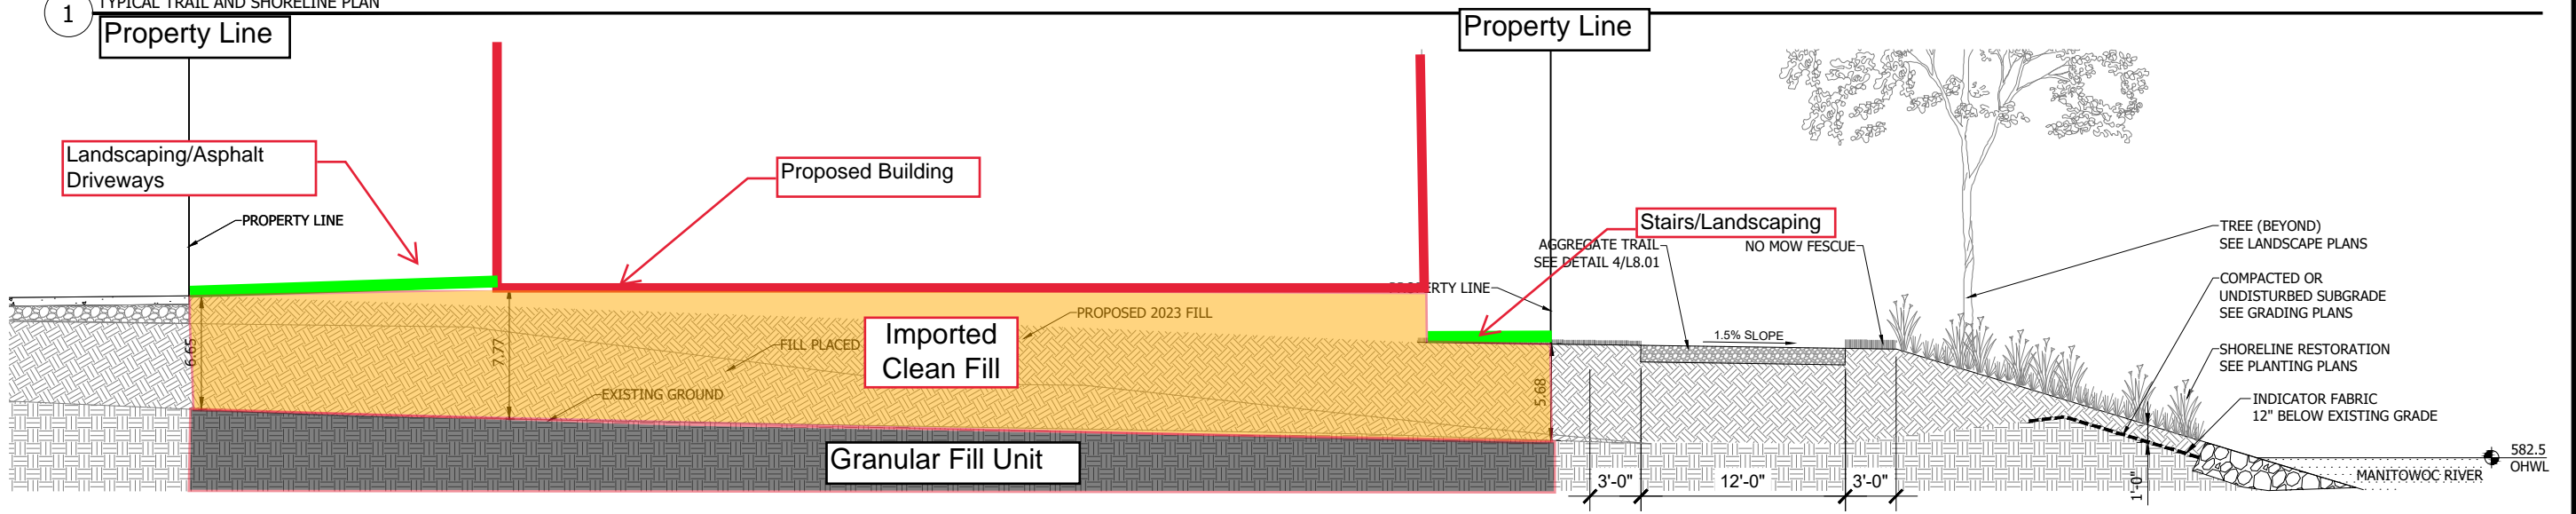 1
TYPICAL TRAIL AND SHORELINE PLAN
Property Line
Property Line
Landscaping/Asphalt
Driveways
Proposed Building
Stairs/Landscaping
PROPERTY LINE
AGGREGATE TRAIL
SEE DETAIL 4/L8.01
NO MOW FESCUE
TREE (BEYOND)
SEE LANDSCAPE PLANS
COMPACTED OR
UNDISTURBED SUBGRADE
SEE GRADING PLANS
PROPERTY LINE
PROPOSED 2023 FILL
Imported
Clean Fill
FILL PLACED
1.5% SLOPE
SHORELINE RESTORATION
SEE PLANTING PLANS
6.65
7.77
5.68
EXISTING GROUND
INDICATOR FABRIC
12" BELOW EXISTING GRADE
Granular Fill Unit
582.5
OHWL
MANITOWOC RIVER
3'-0"
12'-0"
3'-0"
1'-0"